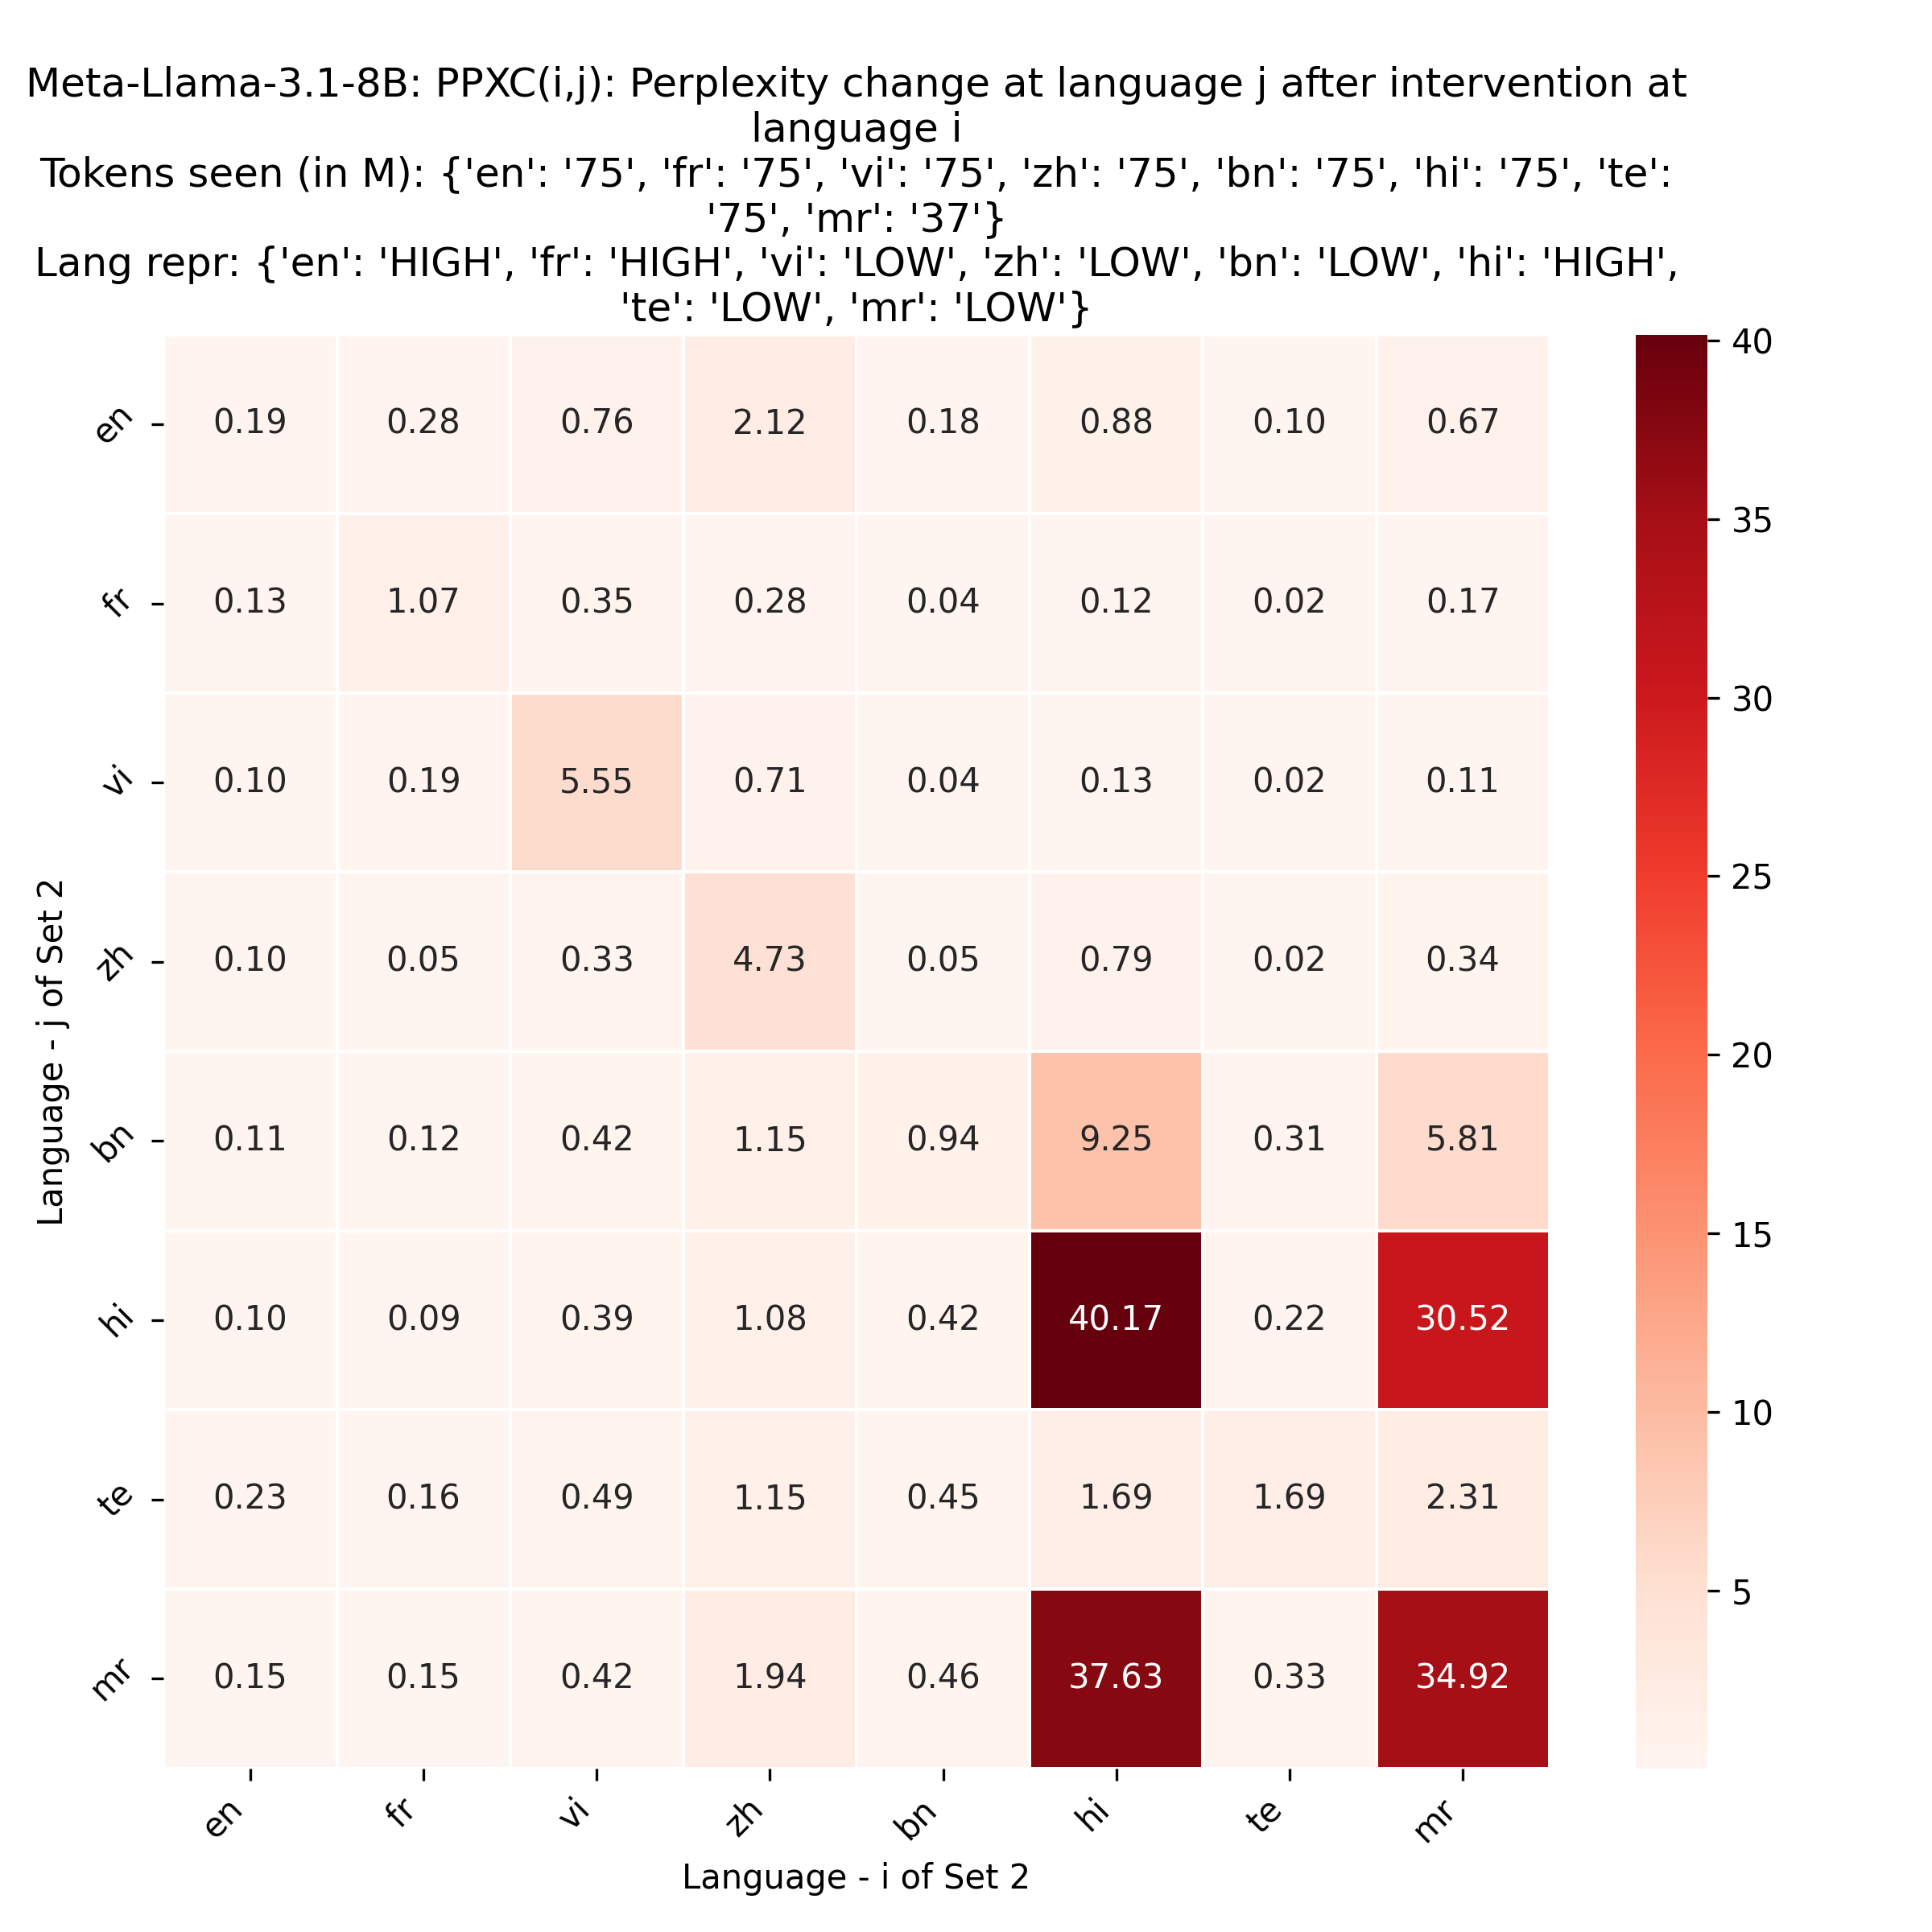 Meta-Llama-3.1-8B: PPXC(i,j): Perplexity change at language j after intervention at
language i
Tokens seen (in M): {'en': '75', 'fr': '75', 'vi': '75', 'zh': '75', 'bn': '75', 'hi': '75', 'te':
'75', 'mr': '37'}
Lang repr: {'en': 'HIGH', 'fr': 'HIGH', 'vi': 'LOW', 'zh': 'LOW', 'bn': 'LOW', 'hi': 'HIGH',
'te': 'LOW', 'mr': 'LOW'}
Language - j of Set 2
en 0.19 0.28 0.76 2.12 0.18 0.88 0.10 0.67
fr 0.13 1.07 0.35 0.28 0.04 0.12 0.02 0.17
vi 0.10 0.19 5.55 0.71 0.04 0.13 0.02 0.11
zh 0.10 0.05 0.33 4.73 0.05 0.79 0.02 0.34
bn 0.11 0.12 0.42 1.15 0.94 9.25 0.31 5.81
hi 0.10 0.09 0.39 1.08 0.42 40.17 0.22 30.52
te 0.23 0.16 0.49 1.15 0.45 1.69 1.69 2.31
mr 0.15 0.15 0.42 1.94 0.46 37.63 0.33 34.92
en fr vi zh bn hi te mr
Language - i of Set 2
40
35
30
25
20
15
10
5